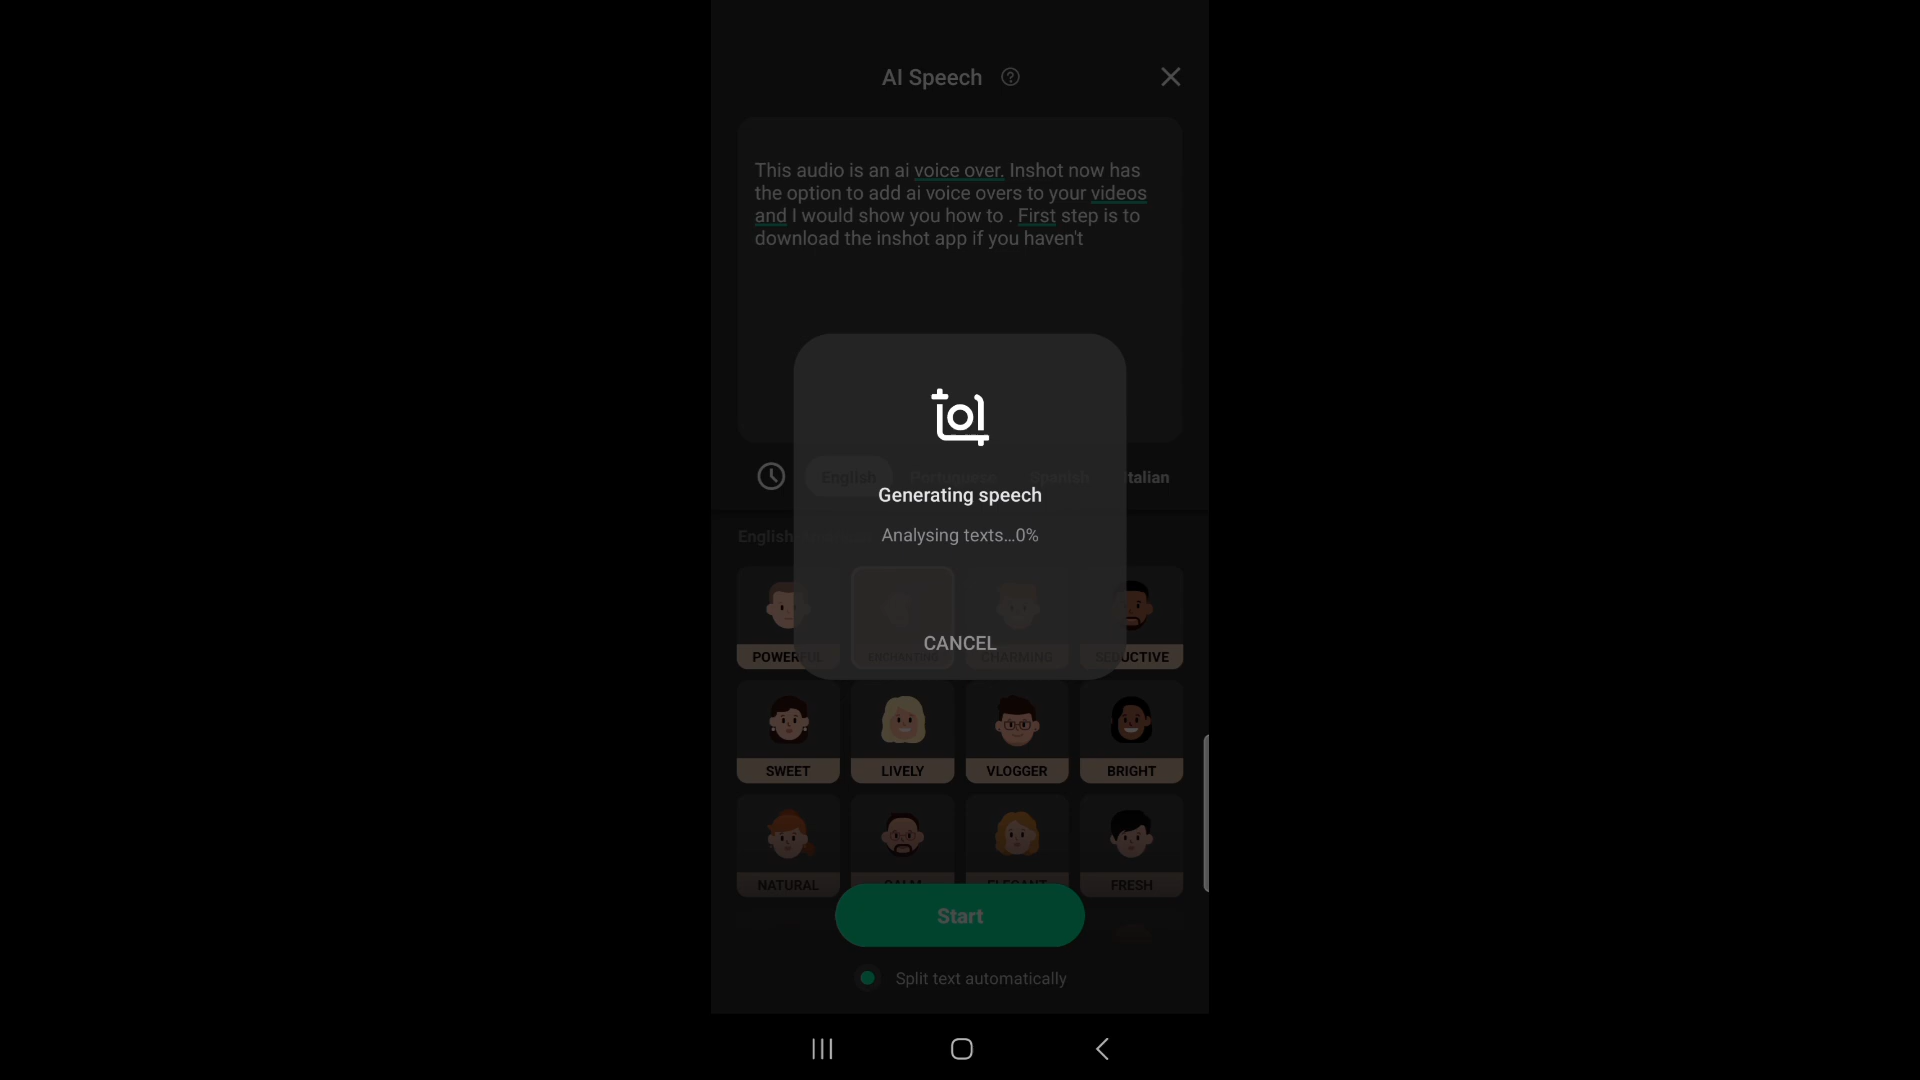 AI Speech
This audio is an ai voice over. Inshot now has
the option to add ai voice overs to your videos
and I would show you how to . First step is to
download the inshot app if you haven't
English Portuguese Spanish Italian
Generating speech
English
Analysing texts...0%
CANCEL
POWERFUL ENCHANTING CHARMING SEDUCTIVE
SWEET LIVELY VLOGGER BRIGHT
NATURAL CALM ELEGANT FRESH
Start
Split text automatically